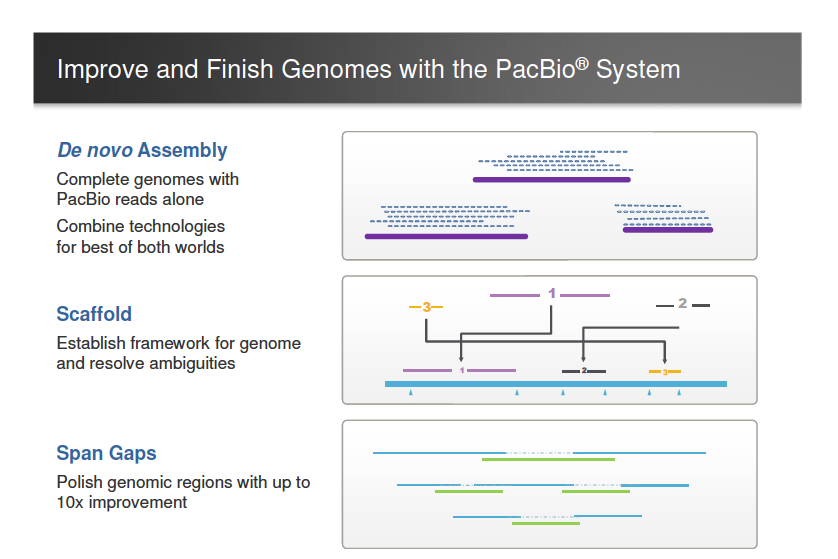 Improve and Finish Genomes with the PacBio® System
De novo Assembly
Complete genomes with
PacBio reads alone
Combine technologies
for best of both worlds
Scaffold
Establish framework for genome
and resolve ambiguities
3
1
2
1
2
3
Span Gaps
Polish genomic regions with up to
10x improvement